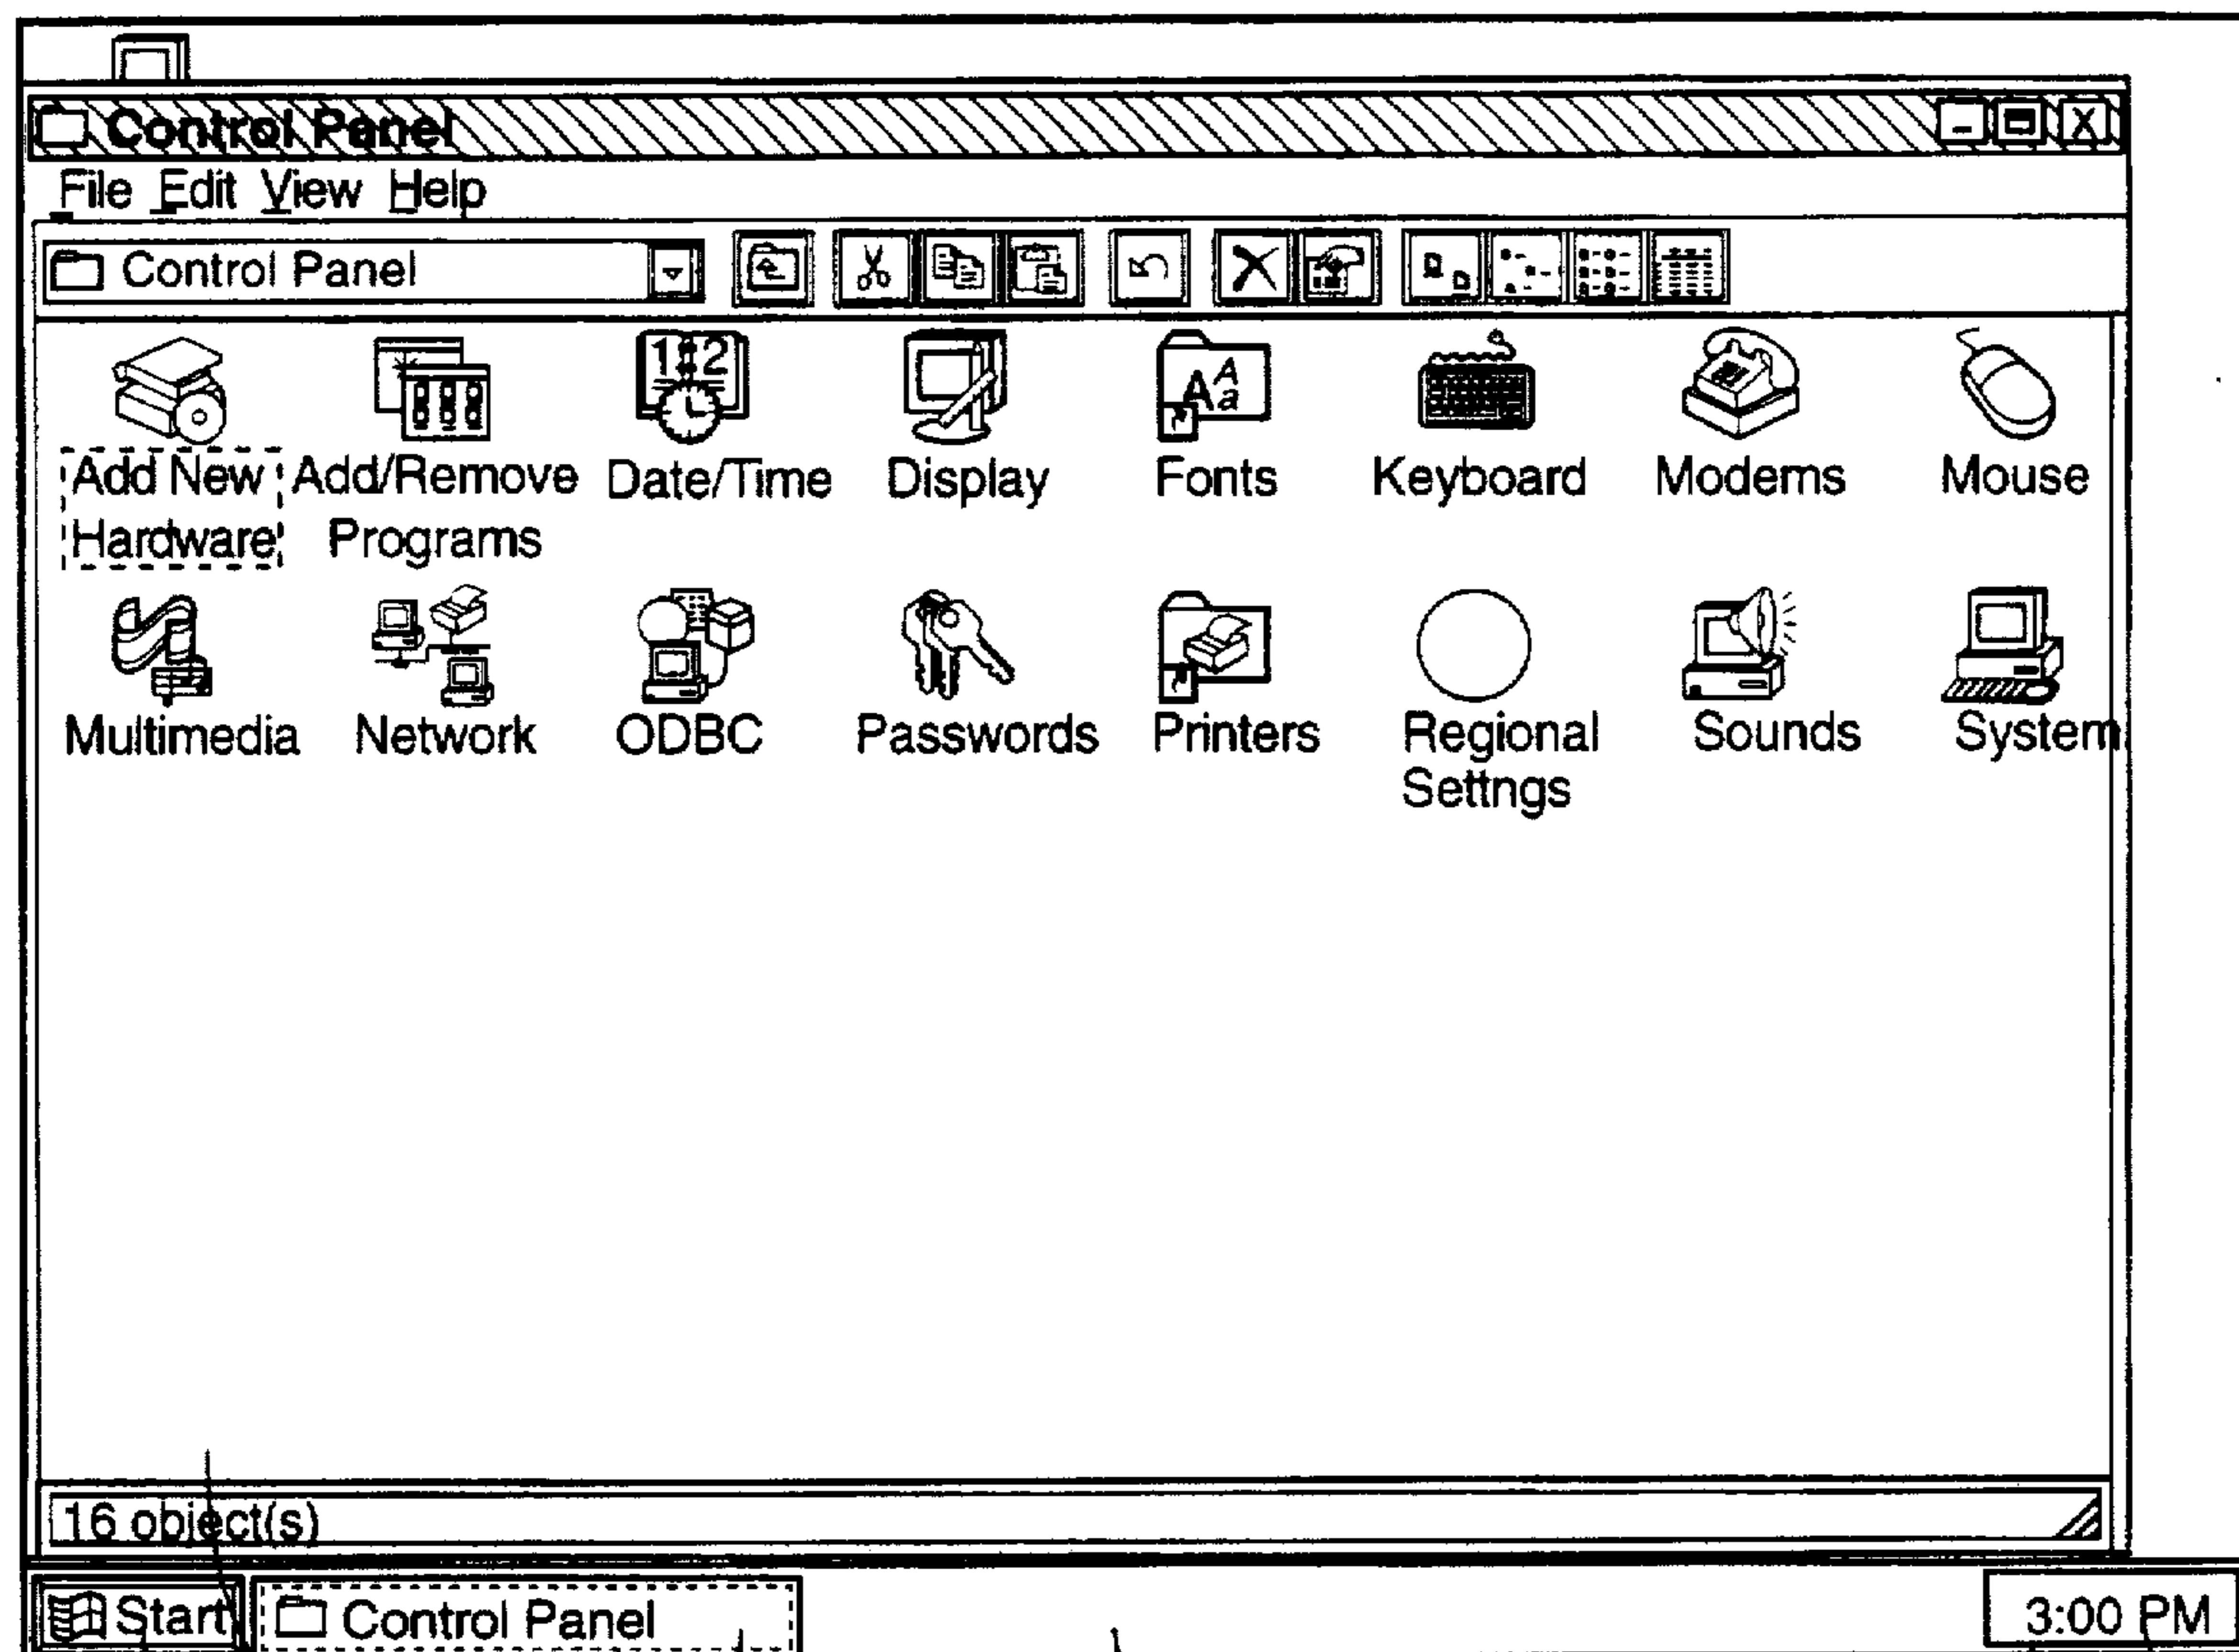 Control Panel
File Edit View Help
Control Panel
1 2
A A a
Add New Add/Remove Date/Time Display Fonts Keyboard Modems Mouse
Hardware Programs
Multimedia Network ODBC Passwords Printers Regional Sounds System
Settngs
16 object(s)
Start Control Panel 3:00 PM